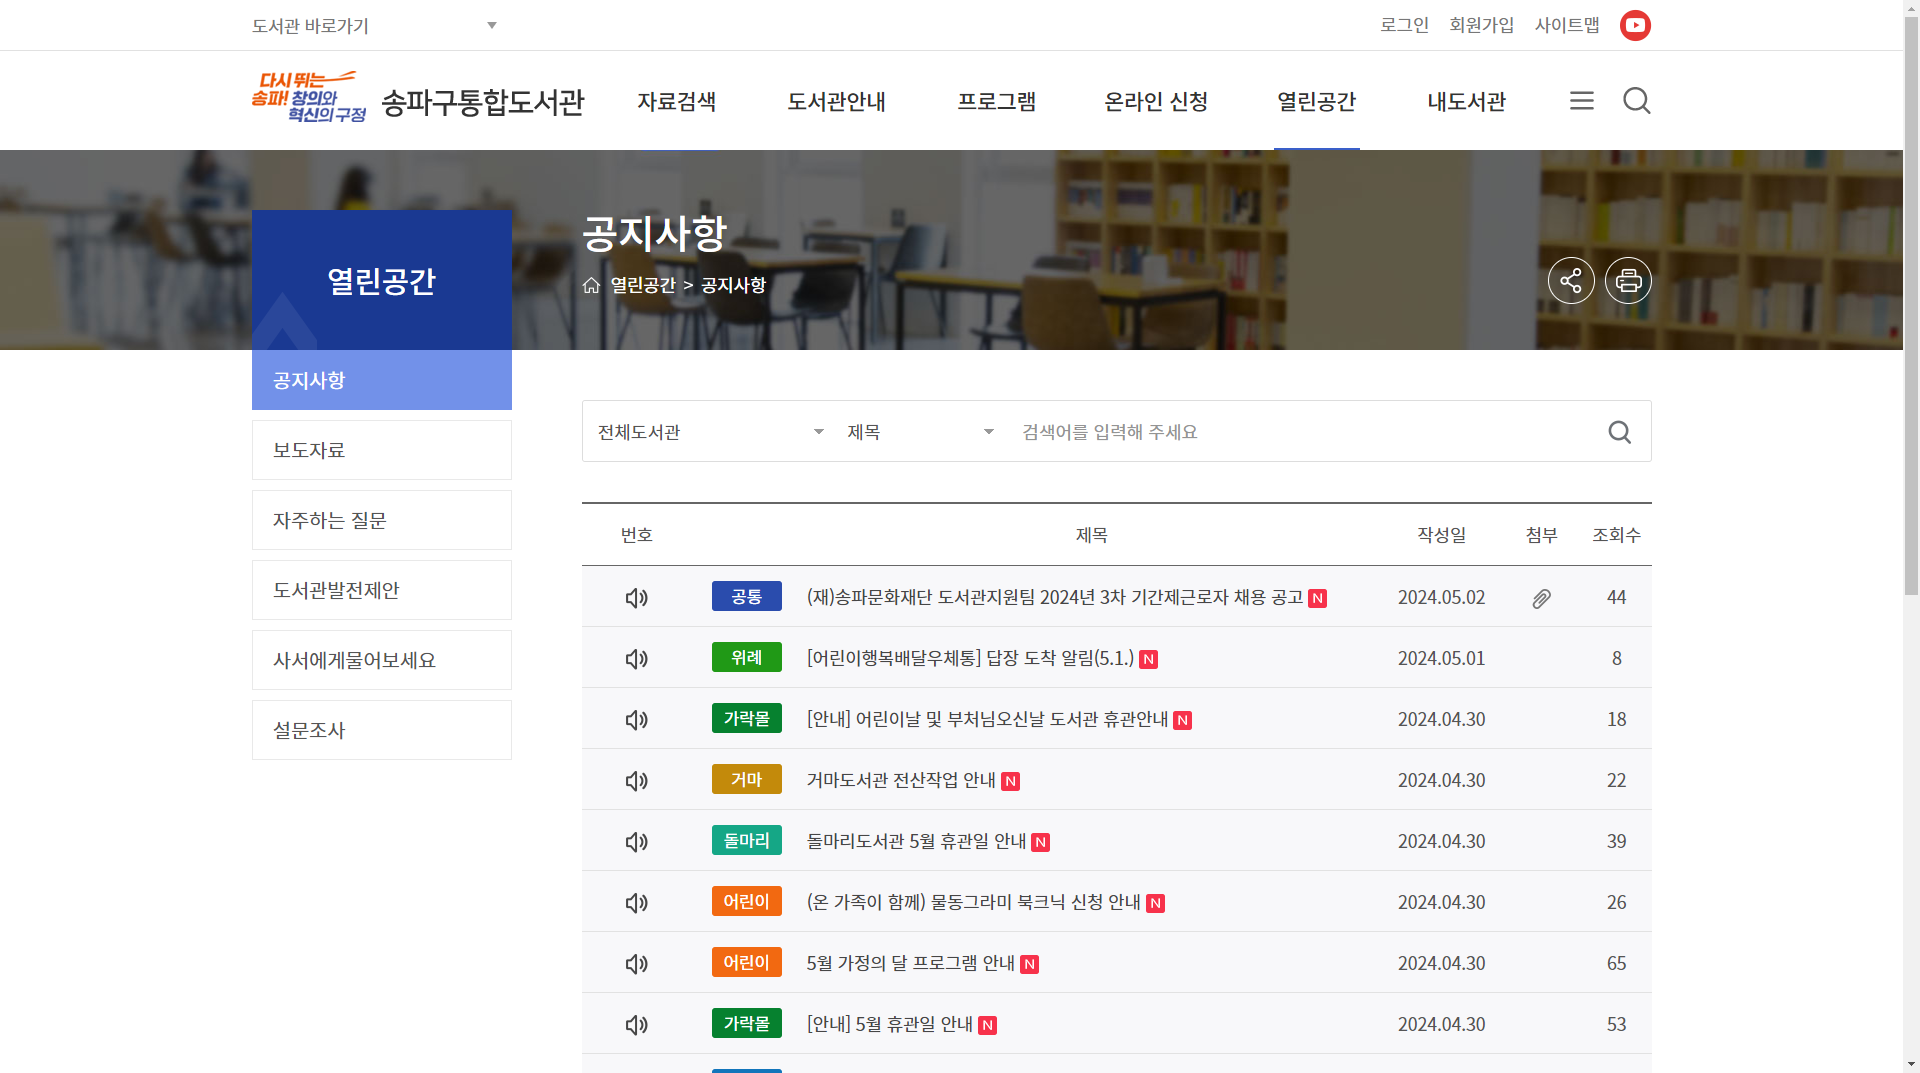 도서관 바로가기
로그인 회원가입 사이트맵
다시 뛰는
송파! 창의와
혁신의 구정
송파구통합도서관
자료검색 도서관안내 프로그램 온라인 신청 열린공간 내도서관
열린공간
공지사항
열린공간 > 공지사항
공지사항
보도자료
자주하는 질문
도서관발전제안
사서에게물어보세요
설문조사
전체도서관 제목 검색어를 입력해 주세요
번호 제목 작성일 첨부 조회수
공통 (재)송파문화재단 도서관지원팀 2024년 3차 기간제근로자 채용 공고 N 2024.05.02 44
위례 [어린이행복배달우체통] 답장 도착 알림(5.1.) N 2024.05.01 8
가락몰 [안내] 어린이날 및 부처님오신날 도서관 휴관안내 N 2024.04.30 18
거마 거마도서관 전산작업 안내 N 2024.04.30 22
돌마리 돌마리도서관 5월 휴관일 안내 N 2024.04.30 39
어린이 (온 가족이 함께) 물동그라미 북크닉 신청 안내 N 2024.04.30 26
어린이 5월 가정의 달 프로그램 안내 N 2024.04.30 65
가락몰 [안내] 5월 휴관일 안내 N 2024.04.30 53